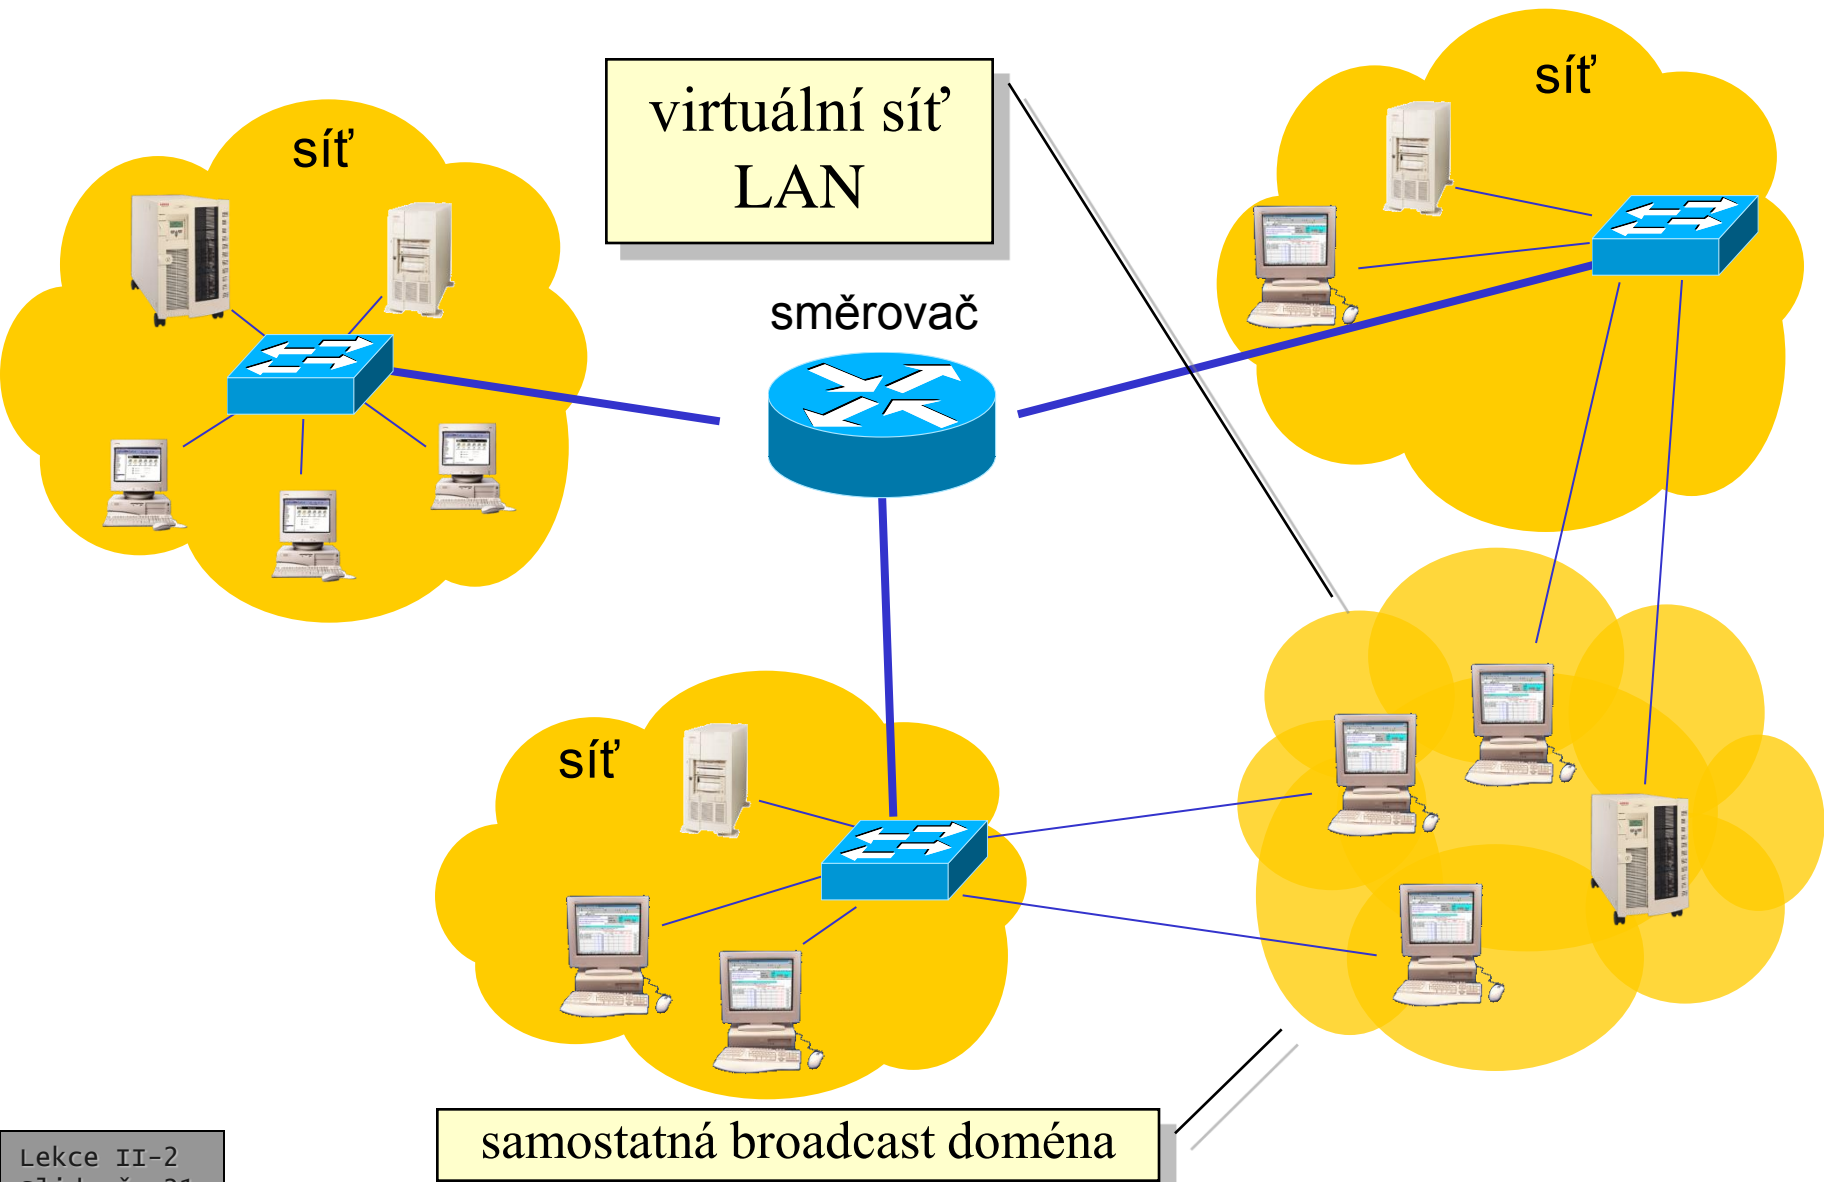 síť
virtuální síť
LAN
síť
směrovač
síť
samostatná broadcast doména
Lekce II-2